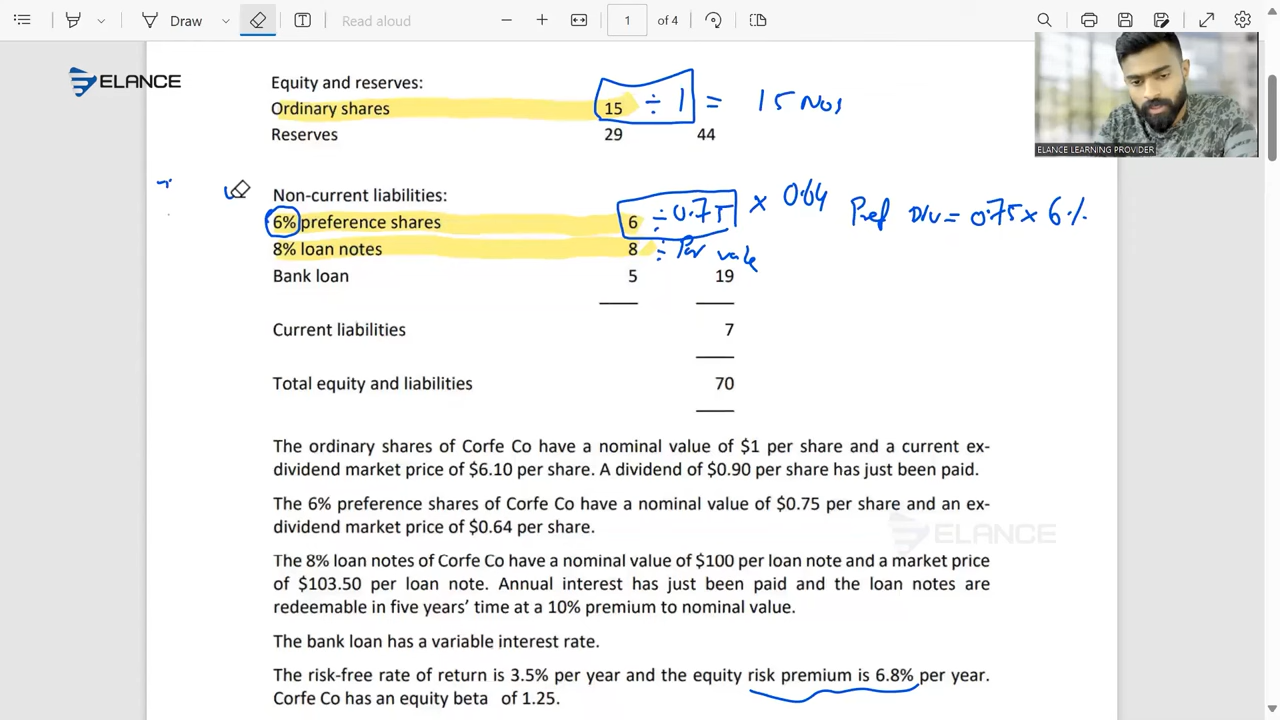 Draw
Read aloud
1 of 4
ELANCE
ELANCE LEARNING PROVIDER
Equity and reserves:
Ordinary shares 15 ÷ 1 = 15 Nos
Reserves 29 44
Non-current liabilities:
6% preference shares 6 ÷ 0.75 × 0.64 Pref Div = 0.75 × 6%
8% loan notes 8 ÷ Par vale
Bank loan 5 19
Current liabilities 7
Total equity and liabilities 70
The ordinary shares of Corfe Co have a nominal value of $1 per share and a current ex-
dividend market price of $6.10 per share. A dividend of $0.90 per share has just been paid.
The 6% preference shares of Corfe Co have a nominal value of $0.75 per share and an ex-
dividend market price of $0.64 per share.
ELANCE
The 8% loan notes of Corfe Co have a nominal value of $100 per loan note and a market price
of $103.50 per loan note. Annual interest has just been paid and the loan notes are
redeemable in five years' time at a 10% premium to nominal value.
The bank loan has a variable interest rate.
The risk-free rate of return is 3.5% per year and the equity risk premium is 6.8% per year.
Corfe Co has an equity beta of 1.25.